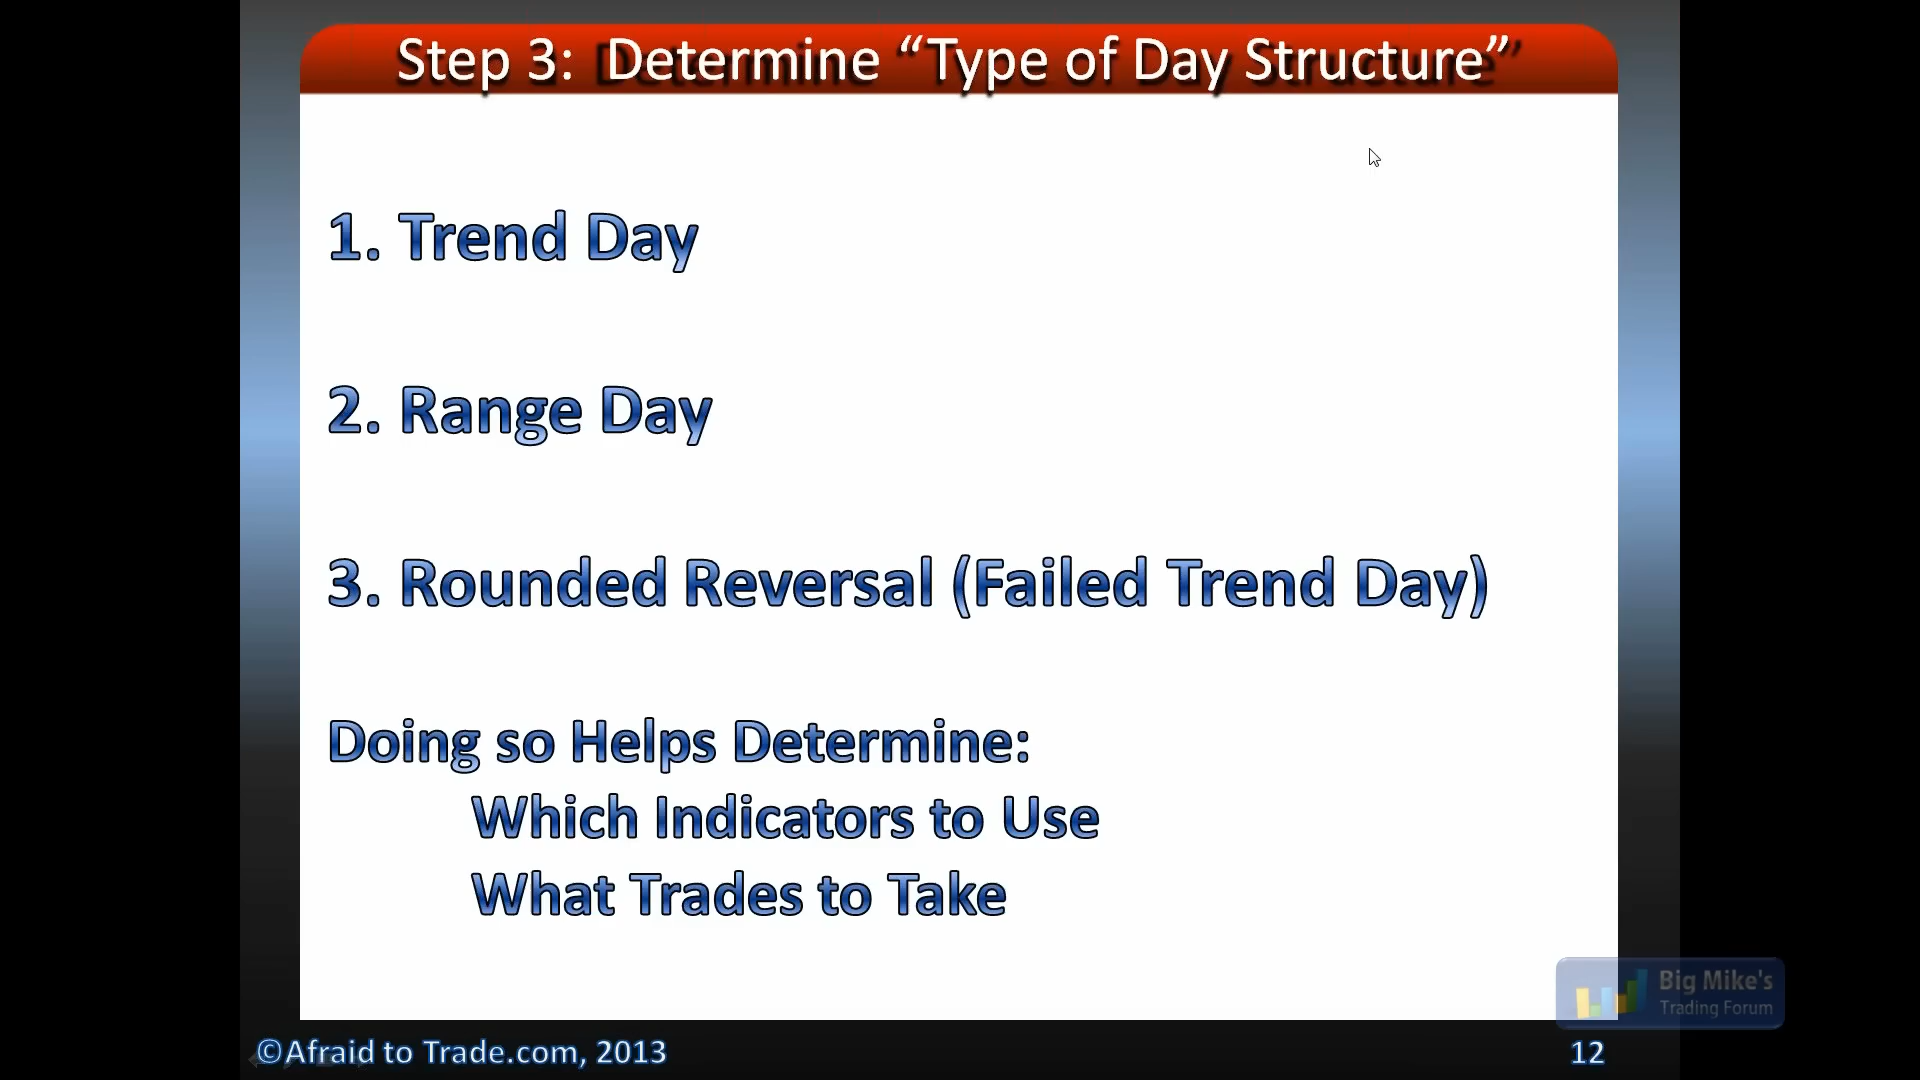 Step 3: Determine “Type of Day Structure”
1. Trend Day
2. Range Day
3. Rounded Reversal (Failed Trend Day)
Doing so Helps Determine:
Which Indicators to Use
What Trades to Take
Big Mike's
Trading Forum
©Afraid to Trade.com, 2013
12